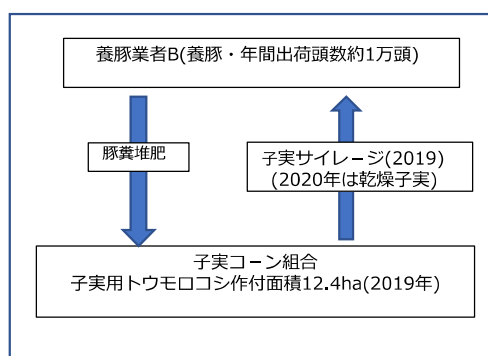 養豚業者B(養豚・年間出荷頭数約1万頭)
豚糞堆肥
子実サイレージ(2019)
(2020年は乾燥子実)
子実コーン組合
子実用トウモロコシ作付面積12.4ha(2019年)